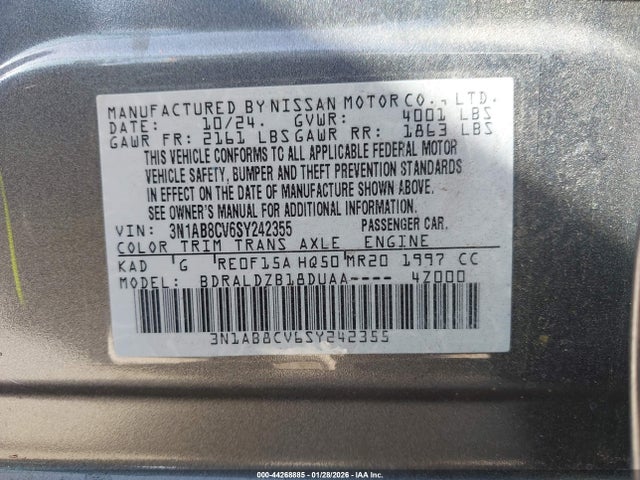 MANUFACTURED BY NISSAN MOTOR CO., LTD.
DATE: 10/24. GVWR: 4001 LBS
GAWR FR: 2161 LBS GAWR RR: 1863 LBS
THIS VEHICLE CONFORMS TO ALL APPLICABLE FEDERAL MOTOR
VEHICLE SAFETY, BUMPER AND THEFT PREVENTION STANDARDS
IN EFFECT ON THE DATE OF MANUFACTURE SHOWN ABOVE.
SEE OWNER'S MANUAL FOR ADDITIONAL INFORMATION.
VIN: 3N1AB8CV6SY242355 PASSENGER CAR.
COLOR TRIM TRANS AXLE ENGINE
KAD G RE0F15A HQ50 MR20 1997 CC
MODEL: BDRALDZB18DUAA---- 4Z000
3N1AB8CV6SY242355
000-44268885 - 01/28/2026 - IAA Inc.